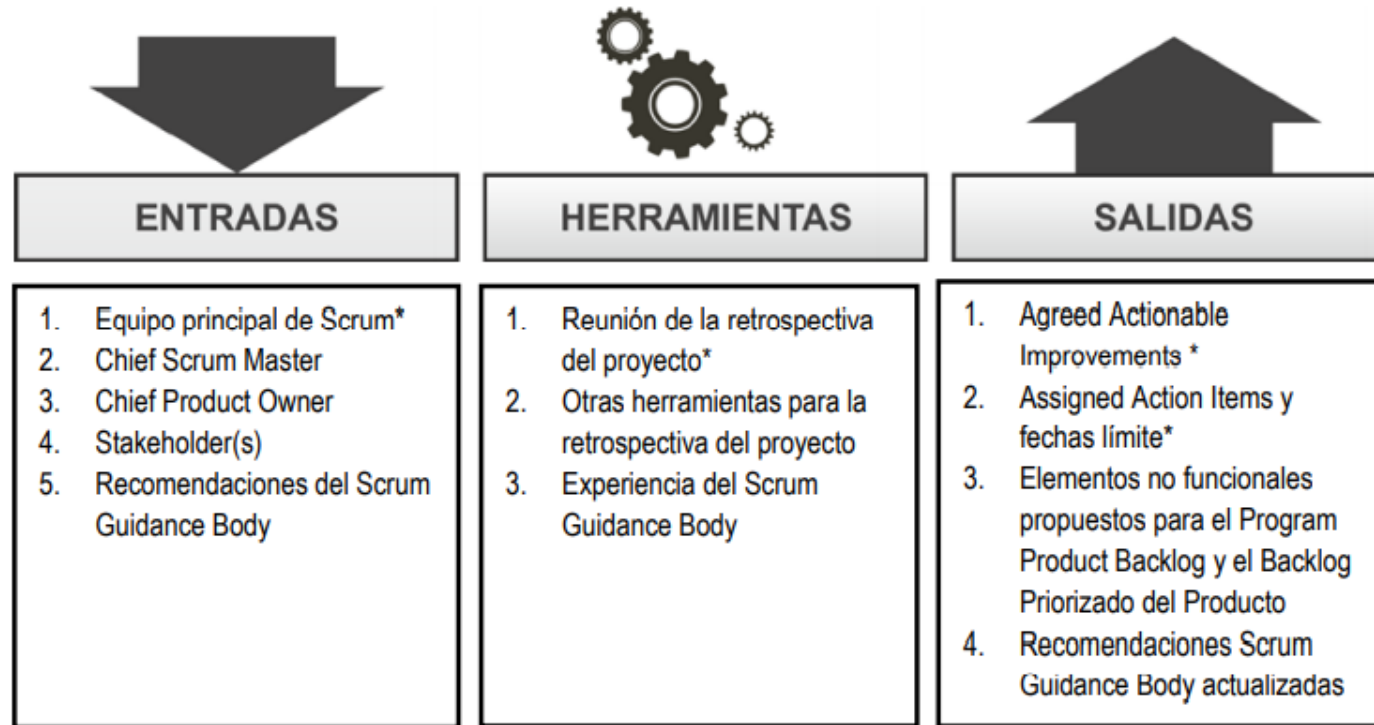 ENTRADAS
1. Equipo principal de Scrum*
2. Chief Scrum Master
3. Chief Product Owner
4. Stakeholder(s)
5. Recomendaciones del Scrum
Guidance Body
HERRAMIENTAS
1. Reunión de la retrospectiva
del proyecto*
2. Otras herramientas para la
retrospectiva del proyecto
3. Experiencia del Scrum
Guidance Body
SALIDAS
1. Agreed Actionable
Improvements *
2. Assigned Action Items y
fechas límite*
3. Elementos no funcionales
propuestos para el Program
Product Backlog y el Backlog
Priorizado del Producto
4. Recomendaciones Scrum
Guidance Body actualizadas